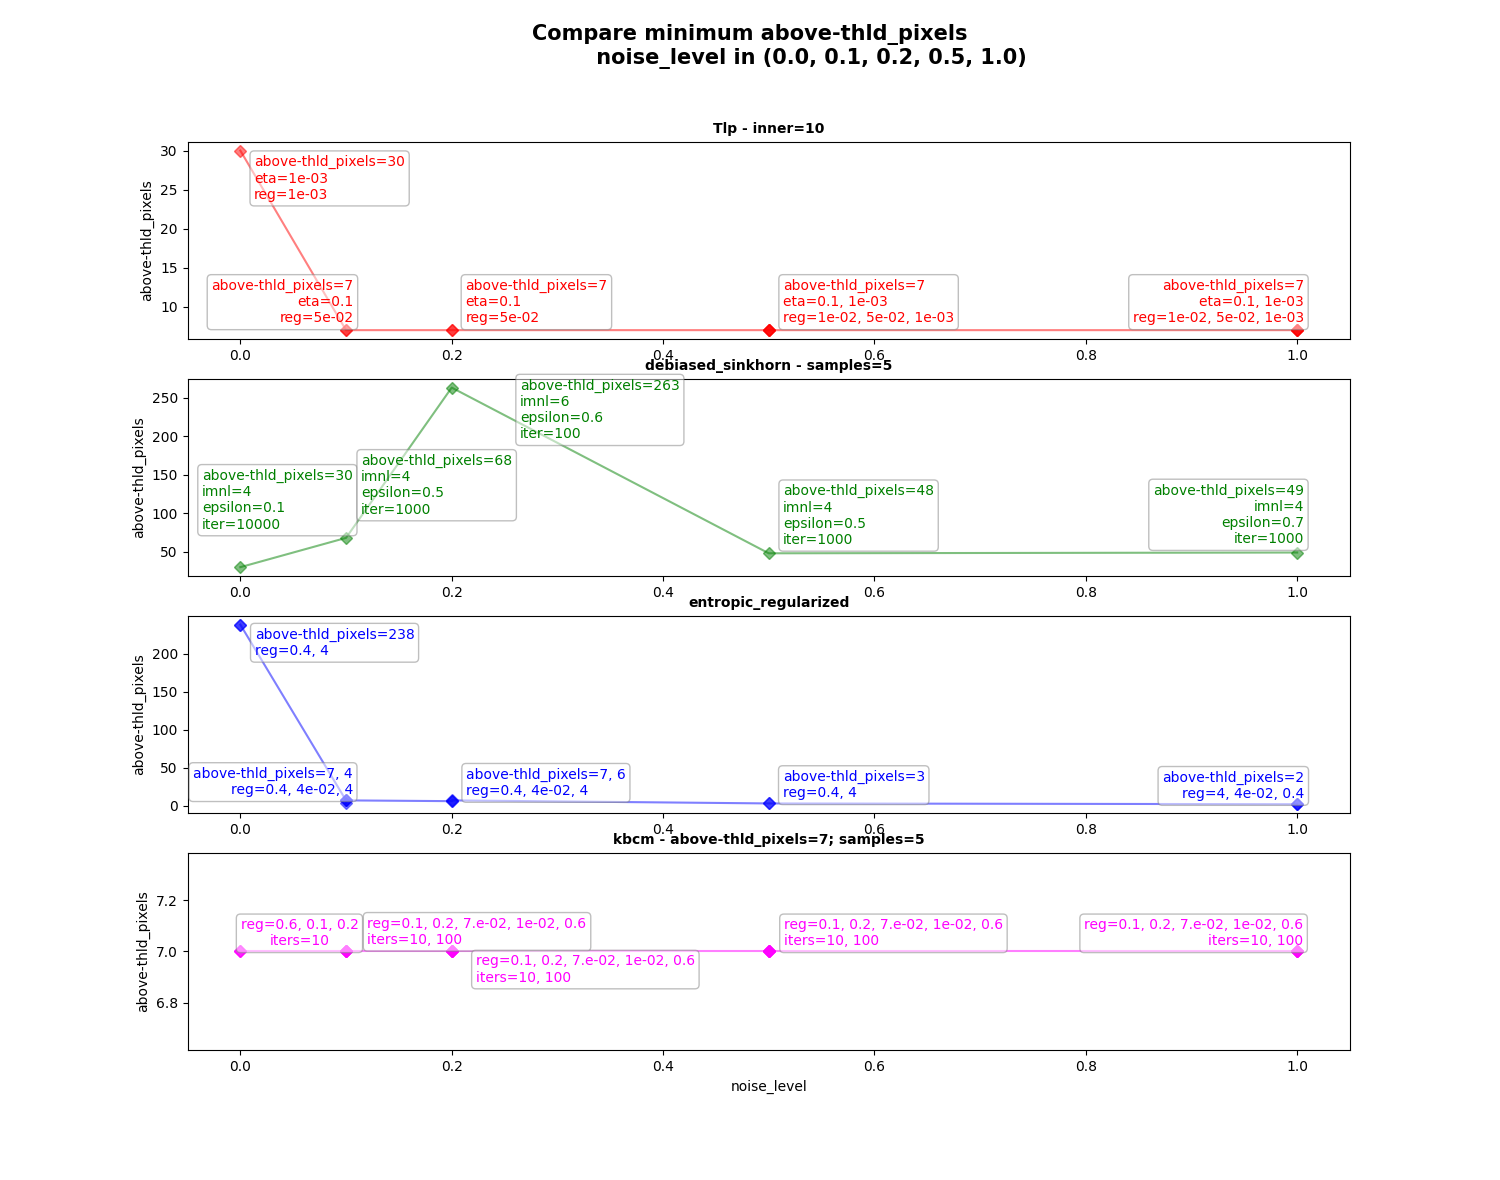 Compare minimum above-thld_pixels
noise_level in (0.0, 0.1, 0.2, 0.5, 1.0)
Tlp - inner=10
above-thld_pixels
30
25
20
15
10
above-thld_pixels=30
eta=1e-03
reg=1e-03
above-thld_pixels=7
eta=0.1
reg=5e-02
above-thld_pixels=7
eta=0.1
reg=5e-02
above-thld_pixels=7
eta=0.1, 1e-03
reg=1e-02, 5e-02, 1e-03
above-thld_pixels=7
eta=0.1, 1e-03
reg=1e-02, 5e-02, 1e-03
0.0 0.2 0.4 0.6 0.8 1.0
debiased_sinkhorn - samples=5
above-thld_pixels
250
200
150
100
50
above-thld_pixels=30
imnl=4
epsilon=0.1
iter=10000
above-thld_pixels=68
imnl=4
epsilon=0.5
iter=1000
above-thld_pixels=263
imnl=6
epsilon=0.6
iter=100
above-thld_pixels=48
imnl=4
epsilon=0.5
iter=1000
above-thld_pixels=49
imnl=4
epsilon=0.7
iter=1000
0.0 0.2 0.4 0.6 0.8 1.0
entropic_regularized
above-thld_pixels
200
150
100
50
0
above-thld_pixels=238
reg=0.4, 4
above-thld_pixels=7, 4
reg=0.4, 4e-02, 4
above-thld_pixels=7, 6
reg=0.4, 4e-02, 4
above-thld_pixels=3
reg=0.4, 4
above-thld_pixels=2
reg=4, 4e-02, 0.4
0.0 0.2 0.4 0.6 0.8 1.0
kbcm - above-thld_pixels=7; samples=5
above-thld_pixels
7.2
7.0
6.8
reg=0.6, 0.1, 0.2
iters=10
reg=0.1, 0.2, 7.e-02, 1e-02, 0.6
iters=10, 100
reg=0.1, 0.2, 7.e-02, 1e-02, 0.6
iters=10, 100
reg=0.1, 0.2, 7.e-02, 1e-02, 0.6
iters=10, 100
reg=0.1, 0.2, 7.e-02, 1e-02, 0.6
iters=10, 100
0.0 0.2 0.4 0.6 0.8 1.0
noise_level